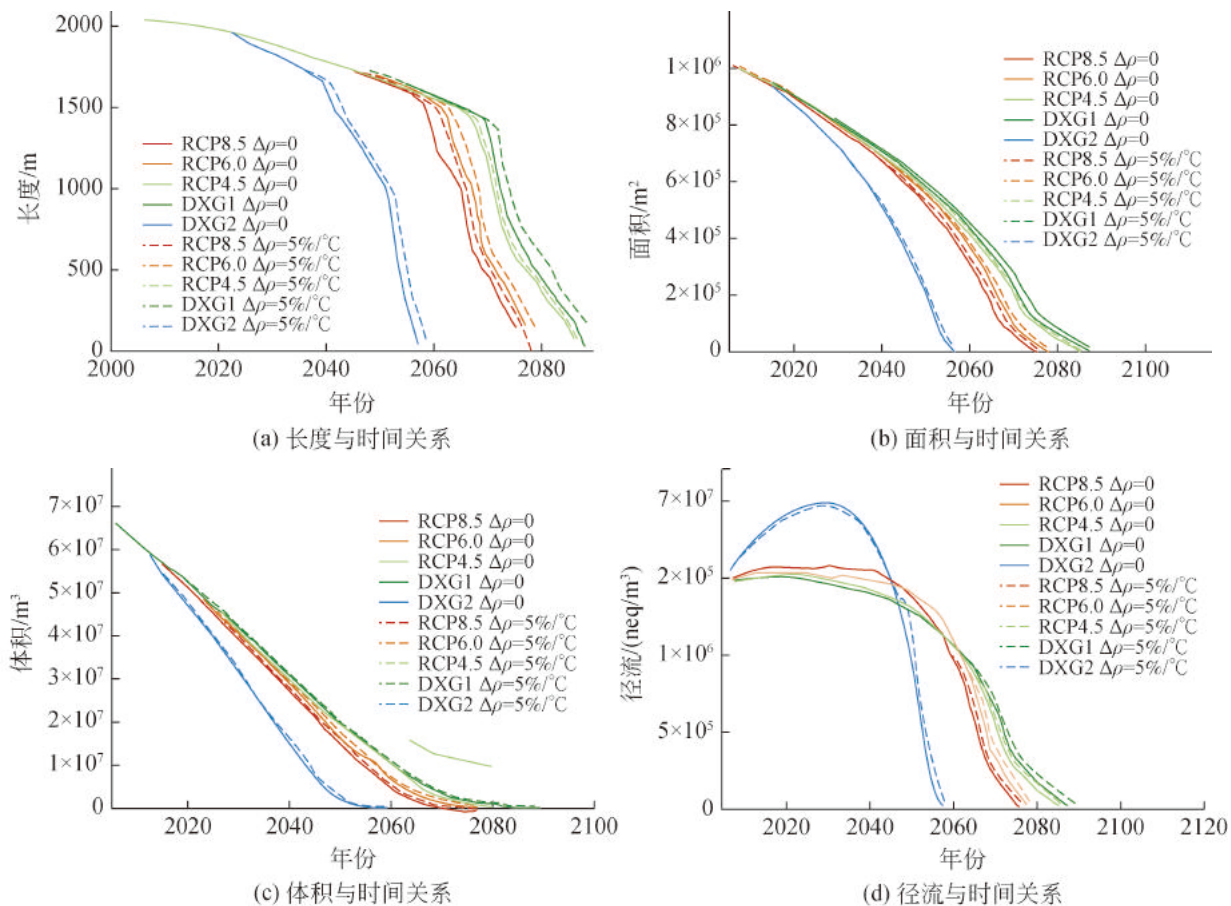 2000
1500
1000
500
0
长度/m
RCP8.5 Δρ=0
RCP6.0 Δρ=0
RCP4.5 Δρ=0
DXG1 Δρ=0
DXG2 Δρ=0
RCP8.5 Δρ=5%/℃
RCP6.0 Δρ=5%/℃
RCP4.5 Δρ=5%/℃
DXG1 Δρ=5%/℃
DXG2 Δρ=5%/℃
2000 2020 2040 2060 2080
年份
(a) 长度与时间关系
1×10⁶
8×10⁵
6×10⁵
4×10⁵
2×10⁵
0
面积/m²
RCP8.5 Δρ=0
RCP6.0 Δρ=0
RCP4.5 Δρ=0
DXG1 Δρ=0
DXG2 Δρ=0
RCP8.5 Δρ=5%/℃
RCP6.0 Δρ=5%/℃
RCP4.5 Δρ=5%/℃
DXG1 Δρ=5%/℃
DXG2 Δρ=5%/℃
2020 2040 2060 2080 2100
年份
(b) 面积与时间关系
7×10⁷
6×10⁷
5×10⁷
4×10⁷
3×10⁷
2×10⁷
1×10⁷
0
体积/m³
RCP8.5 Δρ=0
RCP6.0 Δρ=0
RCP4.5 Δρ=0
DXG1 Δρ=0
DXG2 Δρ=0
RCP8.5 Δρ=5%/℃
RCP6.0 Δρ=5%/℃
RCP4.5 Δρ=5%/℃
DXG1 Δρ=5%/℃
DXG2 Δρ=5%/℃
2020 2040 2060 2080 2100
年份
(c) 体积与时间关系
7×10⁷
2×10⁵
1×10⁶
5×10⁵
0
径流/(neq/m³)
RCP8.5 Δρ=0
RCP6.0 Δρ=0
RCP4.5 Δρ=0
DXG1 Δρ=0
DXG2 Δρ=0
RCP8.5 Δρ=5%/℃
RCP6.0 Δρ=5%/℃
RCP4.5 Δρ=5%/℃
DXG1 Δρ=5%/℃
DXG2 Δρ=5%/℃
2020 2040 2060 2080 2100 2120
年份
(d) 径流与时间关系